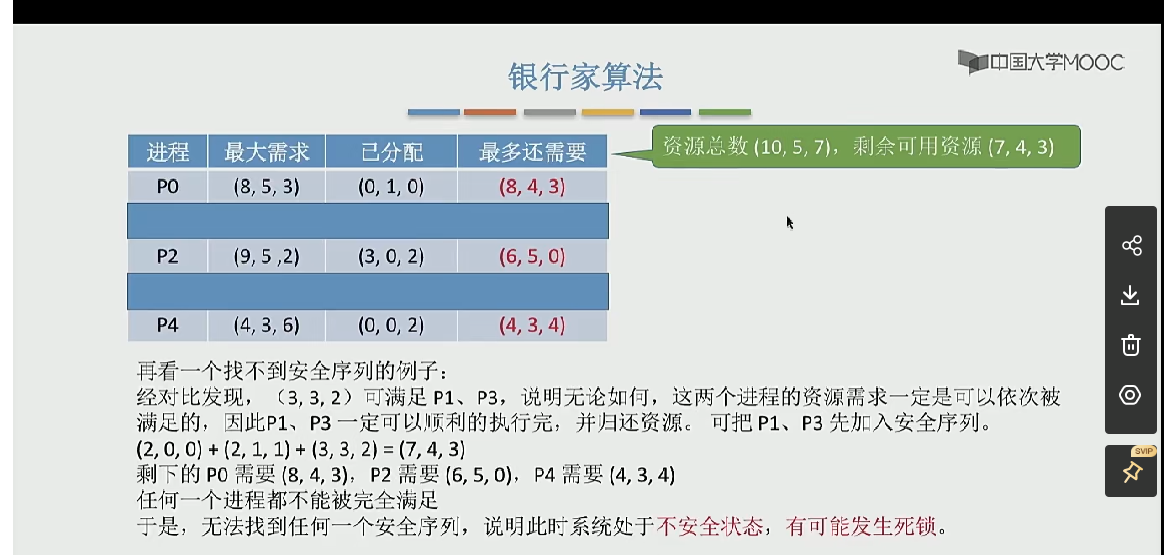 中国大学MOOC
银行家算法
进程 最大需求 已分配 最多还需要
资源总数 (10, 5, 7)，剩余可用资源 (7, 4, 3)
P0 (8, 5, 3) (0, 1, 0) (8, 4, 3)
P2 (9, 5 ,2) (3, 0, 2) (6, 5, 0)
P4 (4, 3, 6) (0, 0, 2) (4, 3, 4)
再看一个找不到安全序列的例子：
经对比发现，（3, 3, 2）可满足 P1、P3，说明无论如何，这两个进程的资源需求一定是可以依次被
满足的，因此P1、P3 一定可以顺利的执行完，并归还资源。 可把 P1、P3 先加入安全序列。
(2, 0, 0) + (2, 1, 1) + (3, 3, 2) = (7, 4, 3)
剩下的 P0 需要 (8, 4, 3)，P2 需要 (6, 5, 0)，P4 需要 (4, 3, 4)
任何一个进程都不能被完全满足
于是，无法找到任何一个安全序列，说明此时系统处于不安全状态，有可能发生死锁。
SVIP